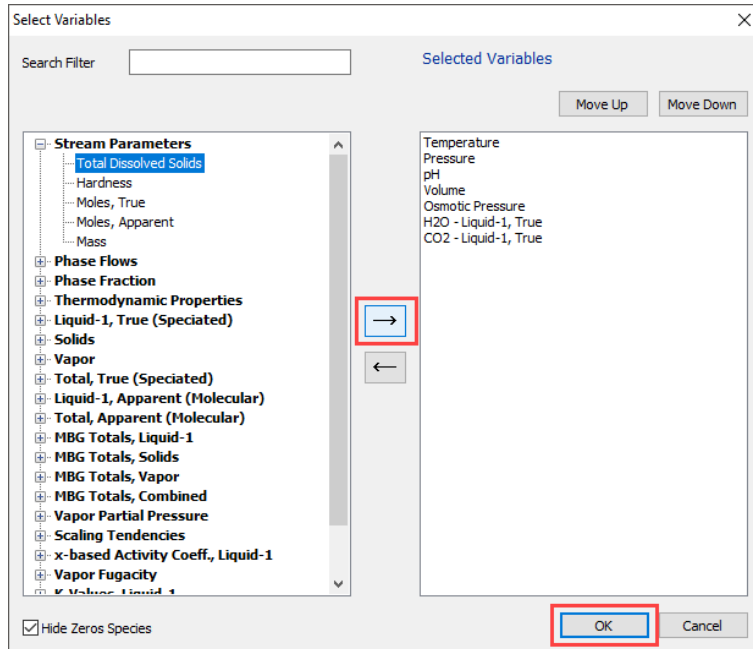 Select Variables
Search Filter
Selected Variables
Move Up
Move Down
Stream Parameters
Total Dissolved Solids
Hardness
Moles, True
Moles, Apparent
Mass
Phase Flows
Phase Fraction
Thermodynamic Properties
Liquid-1, True (Speciated)
Solids
Vapor
Total, True (Speciated)
Liquid-1, Apparent (Molecular)
Total, Apparent (Molecular)
MBG Totals, Liquid-1
MBG Totals, Solids
MBG Totals, Vapor
MBG Totals, Combined
Vapor Partial Pressure
Scaling Tendencies
x-based Activity Coeff., Liquid-1
Vapor Fugacity
K-Values, Liquid-1
Temperature
Pressure
pH
Volume
Osmotic Pressure
H2O - Liquid-1, True
CO2 - Liquid-1, True
Hide Zeros Species
OK
Cancel